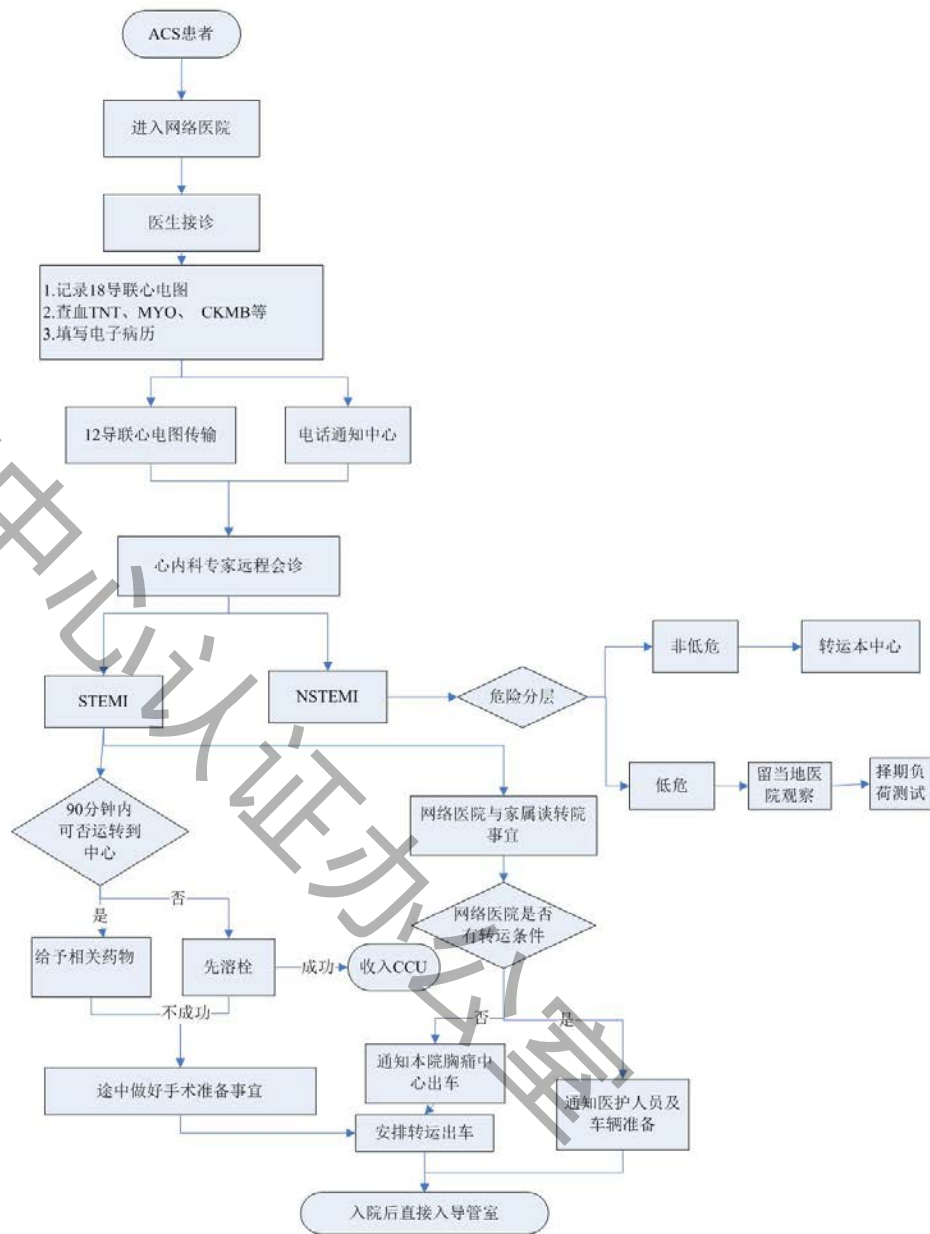 ACS患者
进入网络医院
医生接诊
1.记录18导联心电图
2.查血TNT、MYO、 CKMB等
3.填写电子病历
12导联心电图传输
电话通知中心
心内科专家远程会诊
STEMI
NSTEMI
危险分层
非低危
转运本中心
低危
留当地医
院观察
择期负
荷测试
90分钟内
可否运转到
中心
网络医院与家属谈转院
事宜
是
否
网络医院是否
有转运条件
给予相关药物
先溶栓
成功
收入CCU
不成功
否
是
通知本院胸痛中
心出车
途中做好手术准备事宜
安排转运出车
通知医护人员及
车辆准备
入院后直接入导管室
中心认证办公室